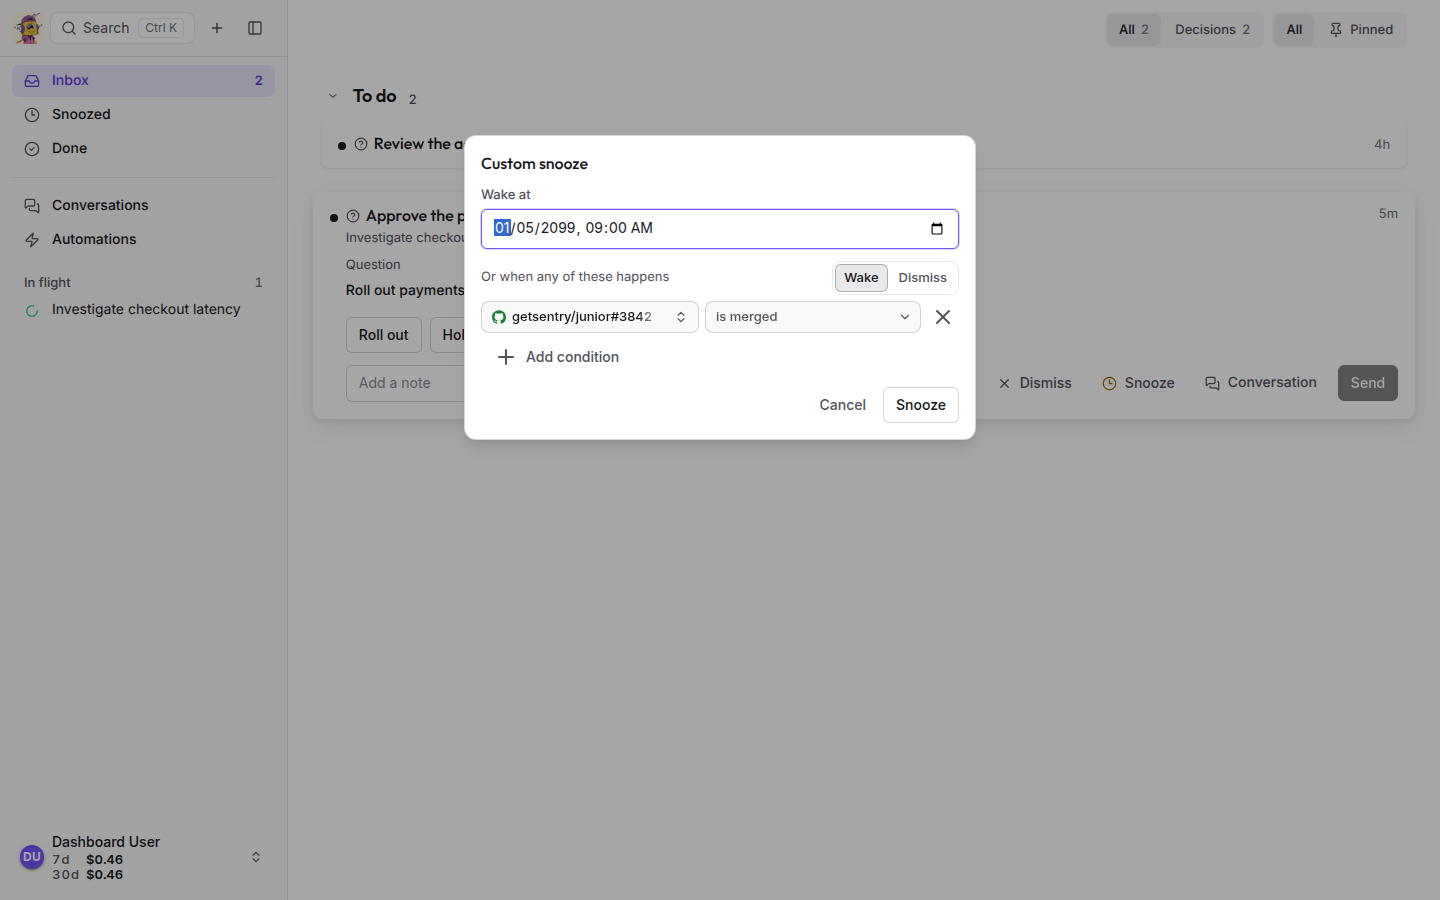 Search Ctrl K
Inbox 2
Snoozed
Done
Conversations
Automations
In flight 1
Investigate checkout latency
Dashboard User
DU
7d $0.46
30d $0.46
All 2 Decisions 2 All Pinned
To do 2
Review the a
4h
Approve the p
5m
Investigate checkou
Question
Roll out payments
Roll out Hol
Add a note
Dismiss Snooze Conversation Send
Custom snooze
Wake at
01/05/2099, 09:00 AM
Or when any of these happens Wake Dismiss
getsentry/junior#3842 is merged
Add condition
Cancel Snooze